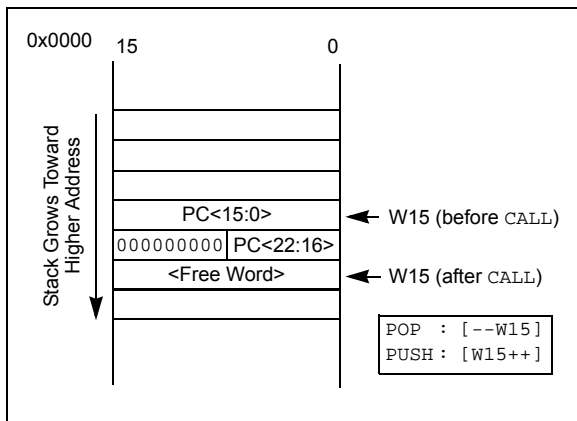 0x0000
15 0
Stack Grows Toward
Higher Address
PC<15:0>
W15 (before CALL)
000000000 PC<22:16>
<Free Word>
W15 (after CALL)
POP : [--W15]
PUSH : [W15++]